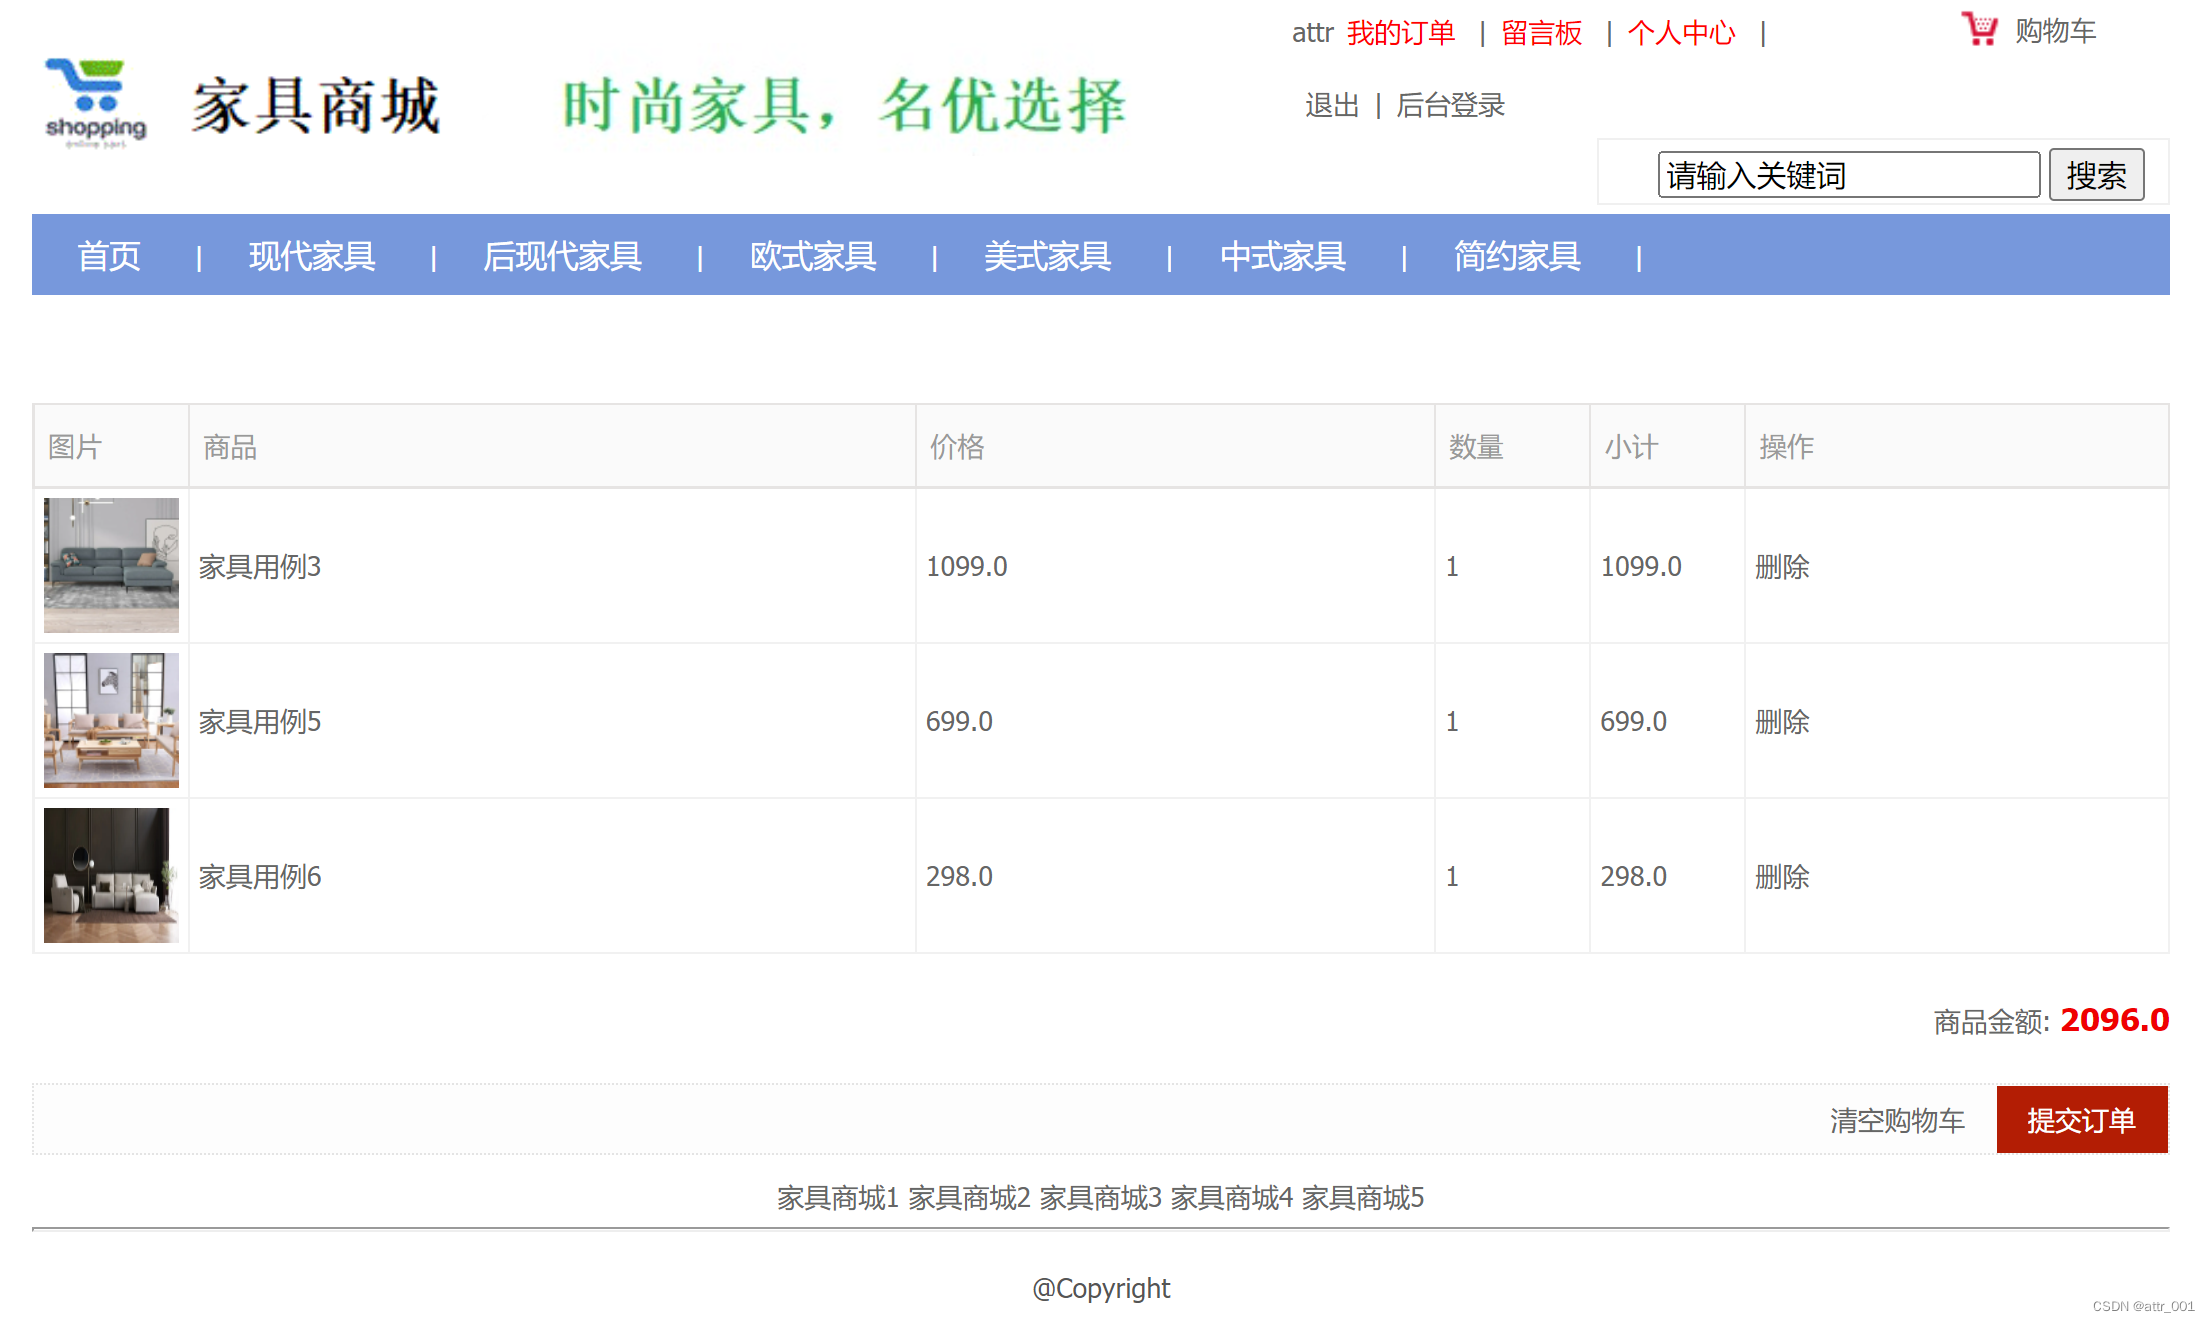 attr 我的订单 | 留言板 | 个人中心 |
购物车
shopping
家具商城
时尚家具，名优选择
退出 | 后台登录
请输入关键词 搜索
首页 | 现代家具 | 后现代家具 | 欧式家具 | 美式家具 | 中式家具 | 简约家具 |
图片 商品 价格 数量 小计 操作
家具用例3 1099.0 1 1099.0 删除
家具用例5 699.0 1 699.0 删除
家具用例6 298.0 1 298.0 删除
商品金额: 2096.0
清空购物车 提交订单
家具商城1 家具商城2 家具商城3 家具商城4 家具商城5
@Copyright
CSDN @attr_001